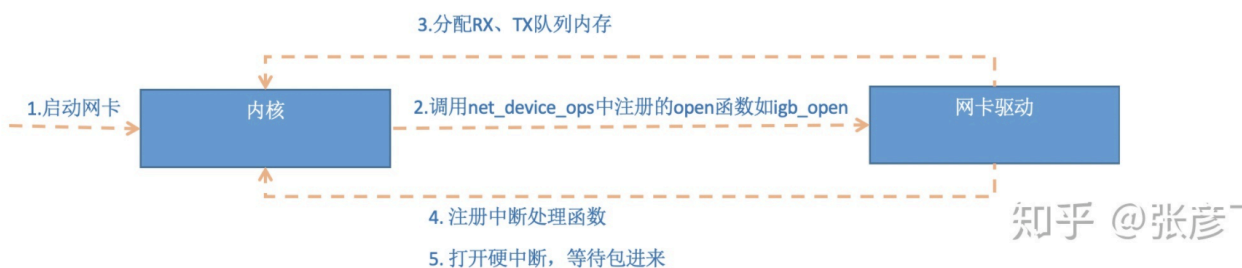 3.分配RX、TX队列内存
1.启动网卡
内核
2.调用net_device_ops中注册的open函数如igb_open
网卡驱动
4. 注册中断处理函数
5. 打开硬中断，等待包进来
知乎 @张彦